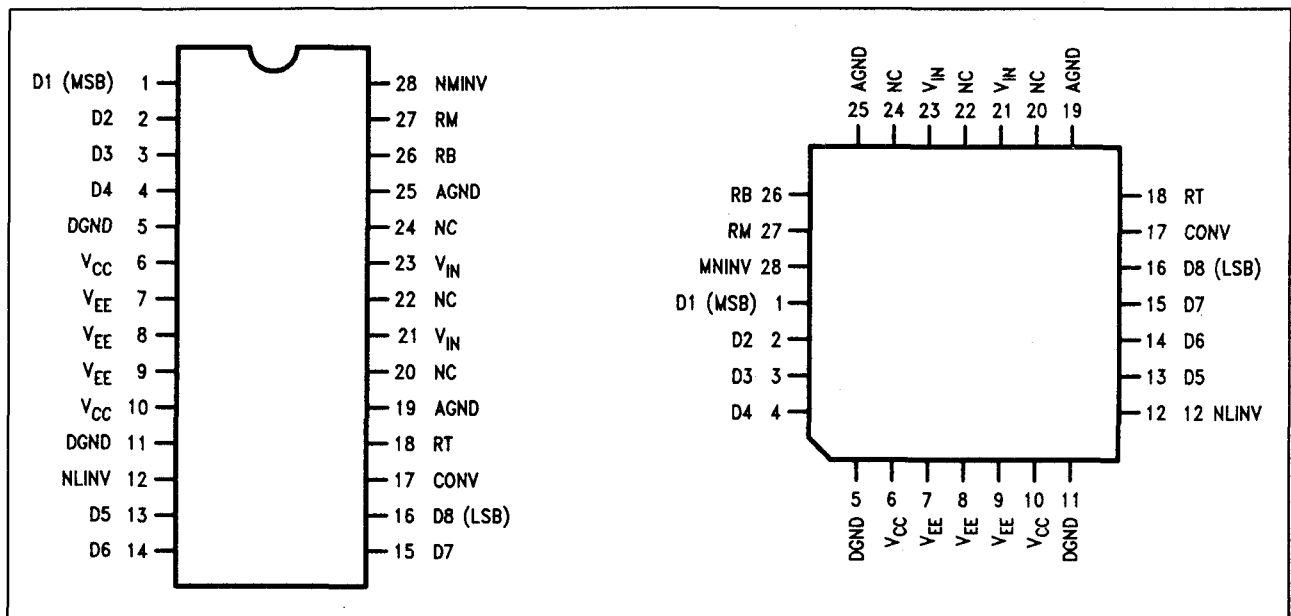 D1 (MSB) 1
D2 2
D3 3
D4 4
DGND 5
VCC 6
VEE 7
VEE 8
VEE 9
VCC 10
DGND 11
NLINV 12
D5 13
D6 14
28 NMINV
27 RM
26 RB
25 AGND
24 NC
23 VIN
22 NC
21 VIN
20 NC
19 AGND
18 RT
17 CONV
16 D8 (LSB)
15 D7
25 AGND
24 NC
23 VIN
22 NC
21 VIN
20 NC
19 AGND
RB 26
RM 27
MNINV 28
D1 (MSB) 1
D2 2
D3 3
D4 4
18 RT
17 CONV
16 D8 (LSB)
15 D7
14 D6
13 D5
12 12 NLINV
5 DGND
6 VCC
7 VEE
8 VEE
9 VEE
10 VCC
11 DGND